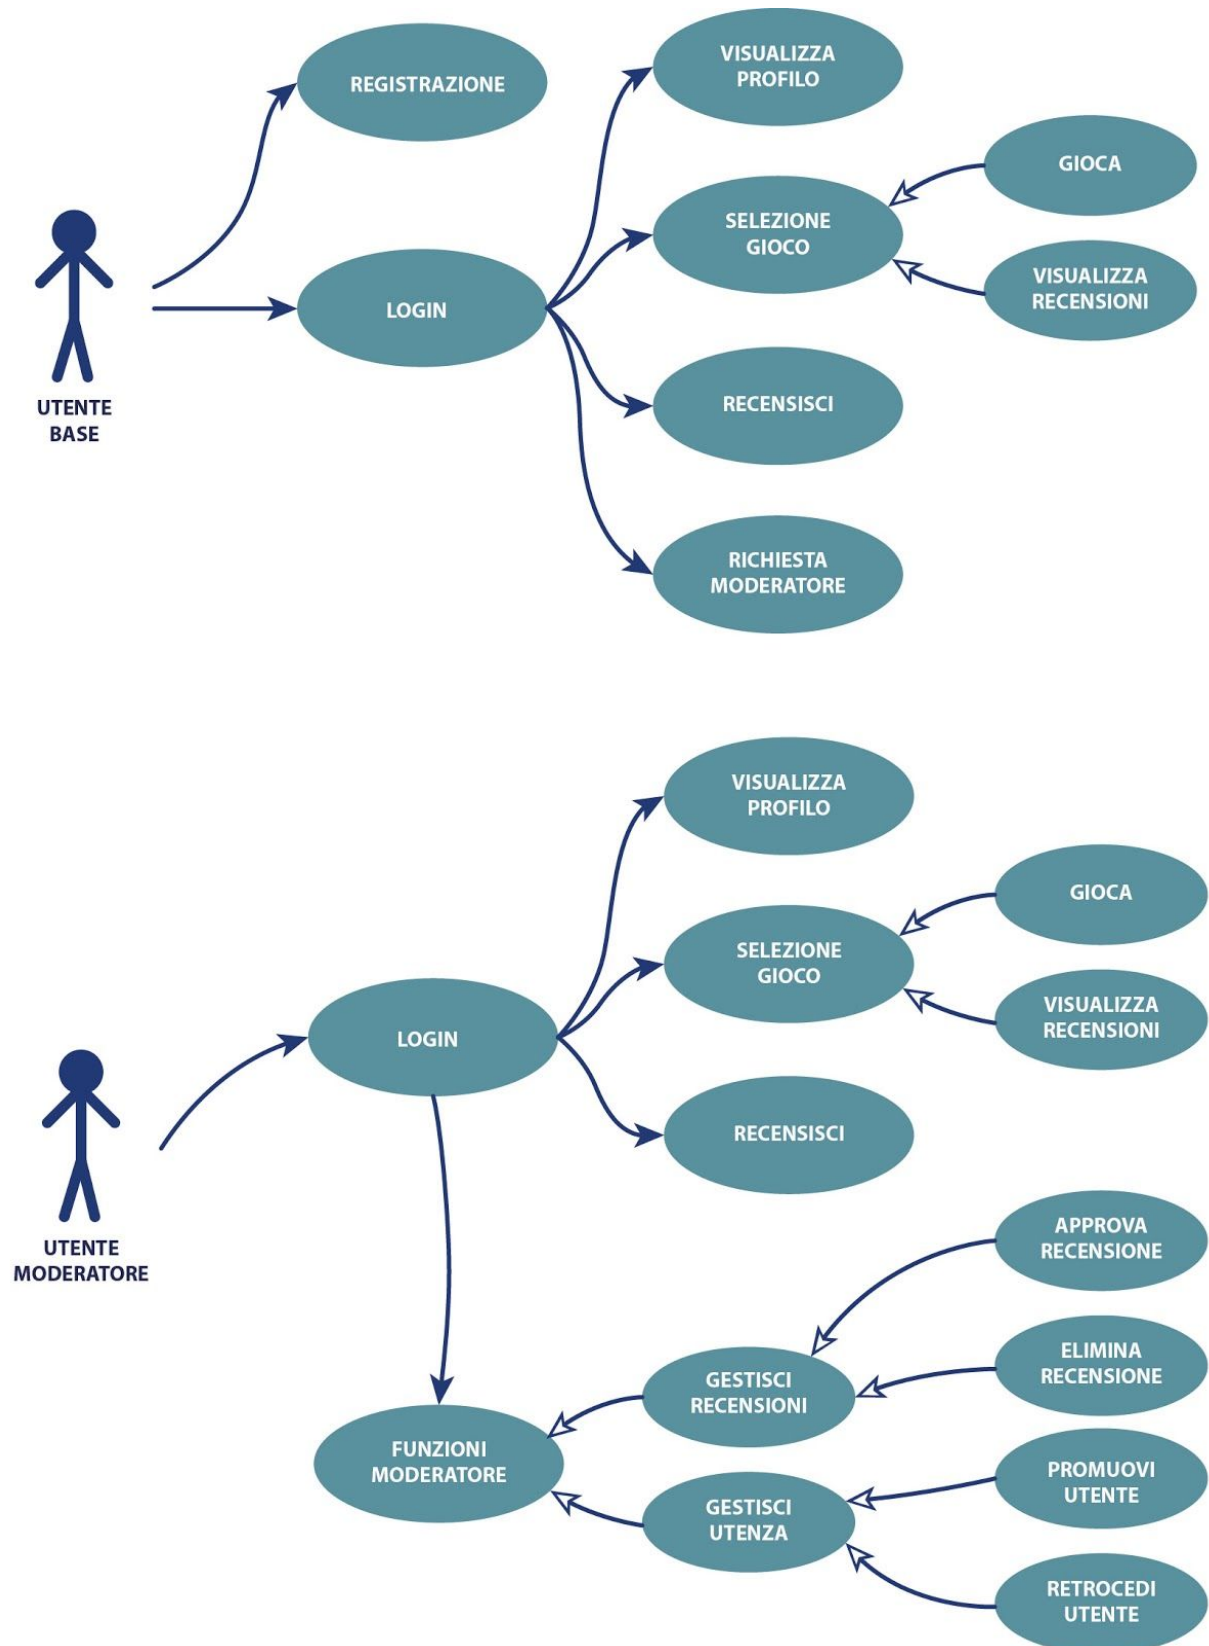 REGISTRAZIONE
VISUALIZZA
PROFILO
GIOCA
SELEZIONE
GIOCO
VISUALIZZA
RECENSIONI
LOGIN
UTENTE
BASE
RECENSISCI
RICHIESTA
MODERATORE
VISUALIZZA
PROFILO
GIOCA
SELEZIONE
GIOCO
VISUALIZZA
RECENSIONI
LOGIN
RECENSISCI
UTENTE
MODERATORE
APPROVA
RECENSIONE
ELIMINA
RECENSIONE
GESTISCI
RECENSIONI
FUNZIONI
MODERATORE
PROMUOVI
UTENTE
GESTISCI
UTENZA
RETROCEDI
UTENTE